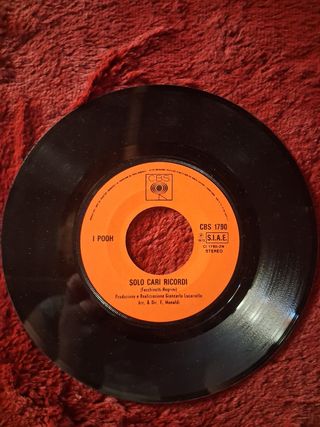 CBS
I POOH
CBS 1790
S.I.A.E.
STEREO
SOLO CARI RICORDI
(Facchinetti Negrini)
Produzione e Realizzazione Giancarlo Lucariello
Arr. & Dir. F. Monaldi